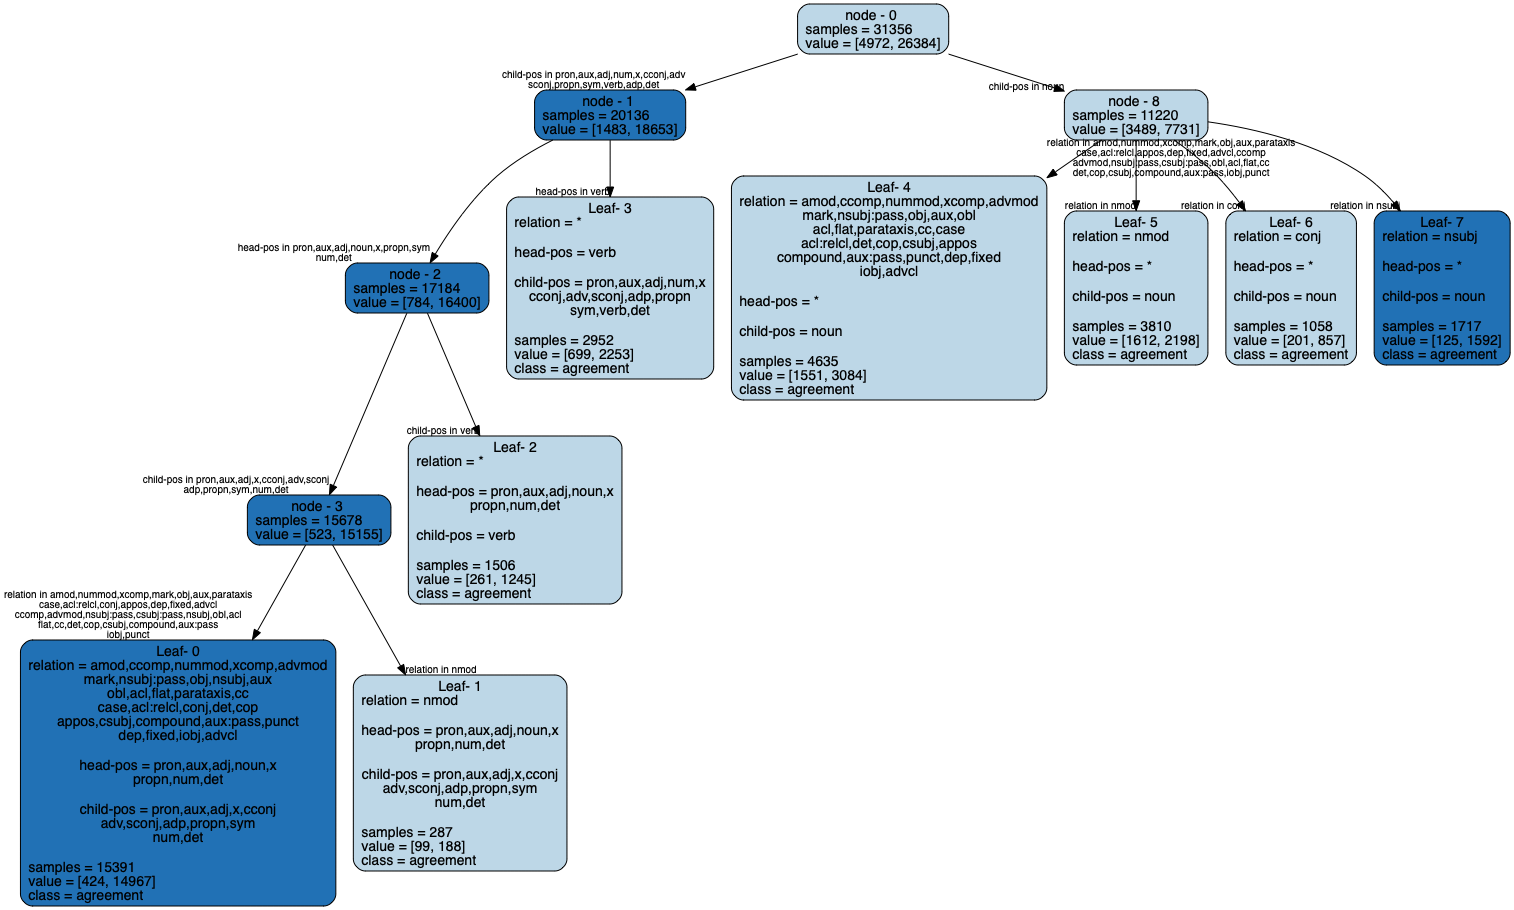 node - 0
samples = 31356
value = [4972, 26384]
child-pos in pron,aux,adj,num,x,cconj,adv
sconj,propn,sym,verb,adp,det
child-pos in noun
node - 1
samples = 20136
value = [1483, 18653]
node - 8
samples = 11220
value = [3489, 7731]
relation in amod,nummod,xcomp,mark,obj,aux,parataxis
case,acl:relcl,appos,dep,fixed,advcl,ccomp
advmod,nsubj:pass,csubj:pass,obl,acl,flat,cc
det,cop,csubj,compound,aux:pass,iobj,punct
relation in nmod
relation in conj
relation in nsubj
head-pos in verb
head-pos in pron,aux,adj,noun,x,propn,sym
num,det
Leaf- 3
relation = *
head-pos = verb
child-pos = pron,aux,adj,num,x
cconj,adv,sconj,adp,propn
sym,verb,det
samples = 2952
value = [699, 2253]
class = agreement
Leaf- 4
relation = amod,ccomp,nummod,xcomp,advmod
mark,nsubj:pass,obj,aux,obl
acl,flat,parataxis,cc,case
acl:relcl,det,cop,csubj,appos
compound,aux:pass,punct,dep,fixed
iobj,advcl
head-pos = *
child-pos = noun
samples = 4635
value = [1551, 3084]
class = agreement
Leaf- 5
relation = nmod
head-pos = *
child-pos = noun
samples = 3810
value = [1612, 2198]
class = agreement
Leaf- 6
relation = conj
head-pos = *
child-pos = noun
samples = 1058
value = [201, 857]
class = agreement
Leaf- 7
relation = nsubj
head-pos = *
child-pos = noun
samples = 1717
value = [125, 1592]
class = agreement
node - 2
samples = 17184
value = [784, 16400]
child-pos in verb
child-pos in pron,aux,adj,x,cconj,adv,sconj
adp,propn,sym,num,det
Leaf- 2
relation = *
head-pos = pron,aux,adj,noun,x
propn,num,det
child-pos = verb
samples = 1506
value = [261, 1245]
class = agreement
node - 3
samples = 15678
value = [523, 15155]
relation in amod,nummod,xcomp,mark,obj,aux,parataxis
case,acl:relcl,conj,appos,dep,fixed,advcl
ccomp,advmod,nsubj:pass,csubj:pass,nsubj,obl,acl
flat,cc,det,cop,csubj,compound,aux:pass
iobj,punct
relation in nmod
Leaf- 0
relation = amod,ccomp,nummod,xcomp,advmod
mark,nsubj:pass,obj,nsubj,aux
obl,acl,flat,parataxis,cc
case,acl:relcl,conj,det,cop
appos,csubj,compound,aux:pass,punct
dep,fixed,iobj,advcl
head-pos = pron,aux,adj,noun,x
propn,num,det
child-pos = pron,aux,adj,x,cconj
adv,sconj,adp,propn,sym
num,det
samples = 15391
value = [424, 14967]
class = agreement
Leaf- 1
relation = nmod
head-pos = pron,aux,adj,noun,x
propn,num,det
child-pos = pron,aux,adj,x,cconj
adv,sconj,adp,propn,sym
num,det
samples = 287
value = [99, 188]
class = agreement